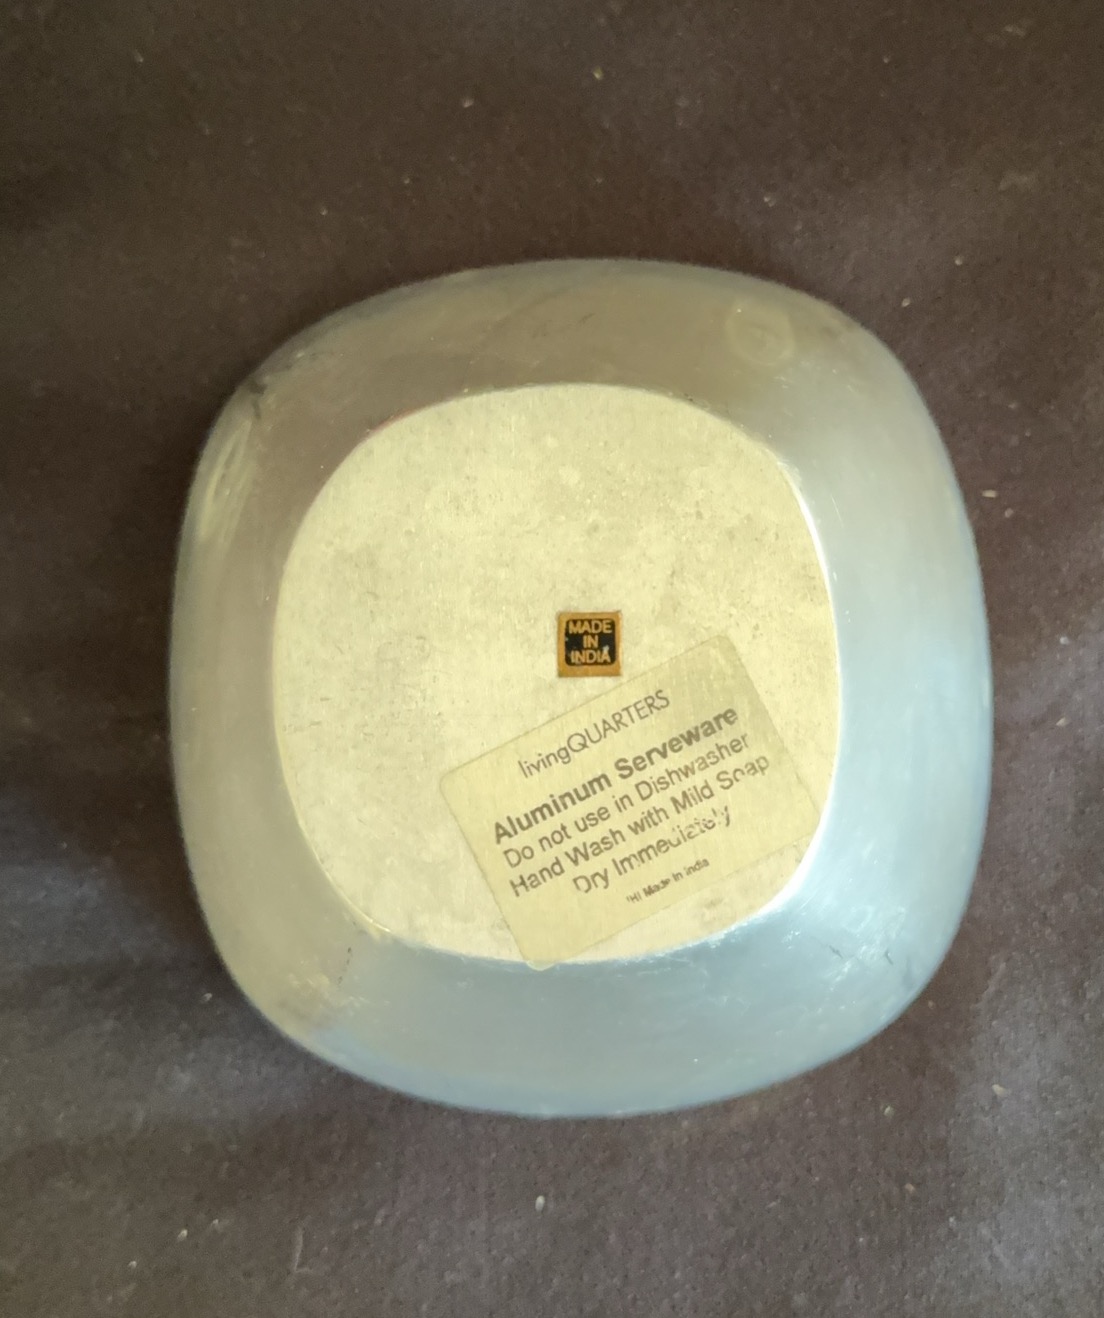 MADE
IN
INDIA
livingQUARTERS
Aluminum Serveware
Do not use in Dishwasher
Hand Wash with Mild Soap
Dry Immediately
Made in India